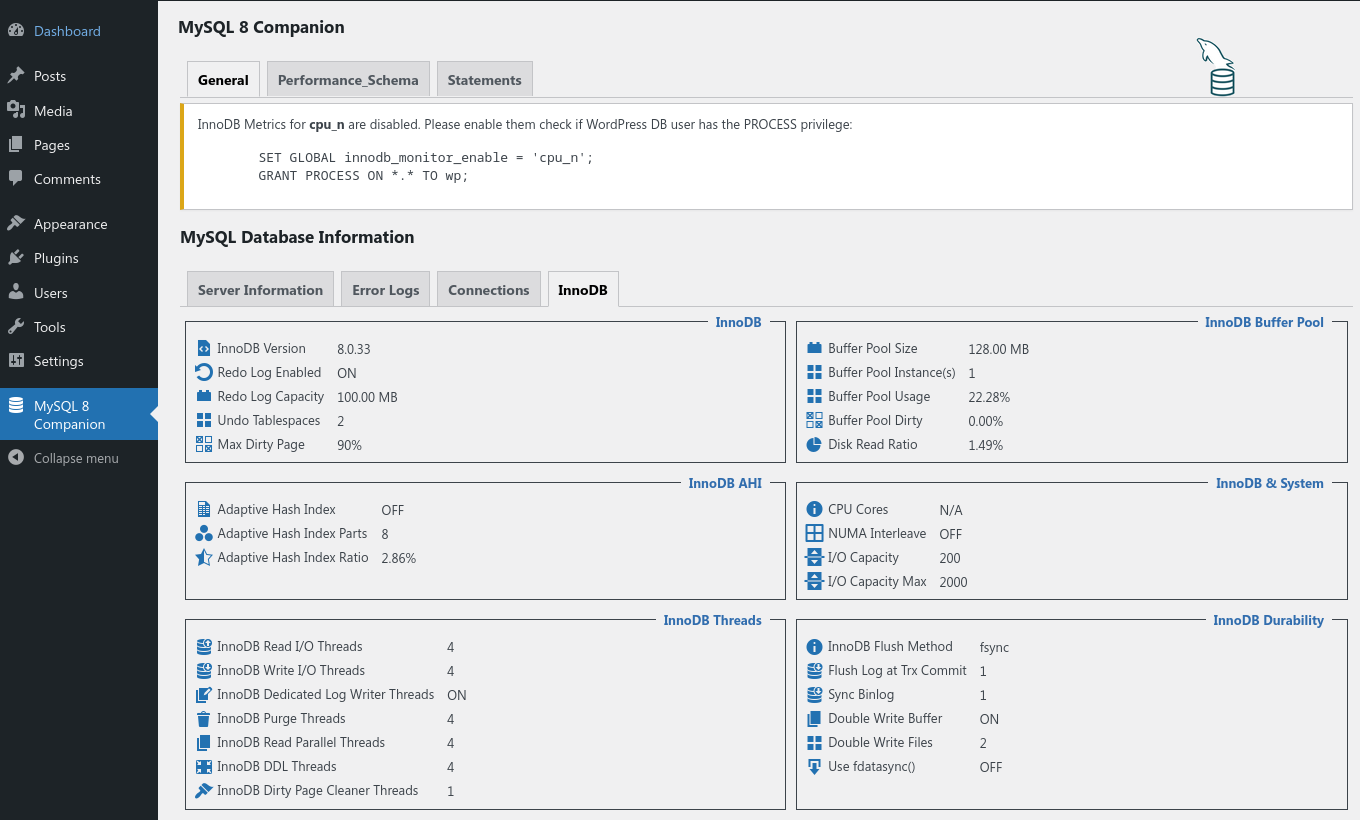 Dashboard
Posts
Media
Pages
Comments
Appearance
Plugins
Users
Tools
Settings
MySQL 8
Companion
Collapse menu
MySQL 8 Companion
General Performance_Schema Statements
InnoDB Metrics for cpu_n are disabled. Please enable them check if WordPress DB user has the PROCESS privilege:
SET GLOBAL innodb_monitor_enable = 'cpu_n';
GRANT PROCESS ON *.* TO wp;
MySQL Database Information
Server Information Error Logs Connections InnoDB
InnoDB
InnoDB Version 8.0.33
Redo Log Enabled ON
Redo Log Capacity 100.00 MB
Undo Tablespaces 2
Max Dirty Page 90%
InnoDB Buffer Pool
Buffer Pool Size 128.00 MB
Buffer Pool Instance(s) 1
Buffer Pool Usage 22.28%
Buffer Pool Dirty 0.00%
Disk Read Ratio 1.49%
InnoDB AHI
Adaptive Hash Index OFF
Adaptive Hash Index Parts 8
Adaptive Hash Index Ratio 2.86%
InnoDB & System
CPU Cores N/A
NUMA Interleave OFF
I/O Capacity 200
I/O Capacity Max 2000
InnoDB Threads
InnoDB Read I/O Threads 4
InnoDB Write I/O Threads 4
InnoDB Dedicated Log Writer Threads ON
InnoDB Purge Threads 4
InnoDB Read Parallel Threads 4
InnoDB DDL Threads 4
InnoDB Dirty Page Cleaner Threads 1
InnoDB Durability
InnoDB Flush Method fsync
Flush Log at Trx Commit 1
Sync Binlog 1
Double Write Buffer ON
Double Write Files 2
Use fdatasync() OFF